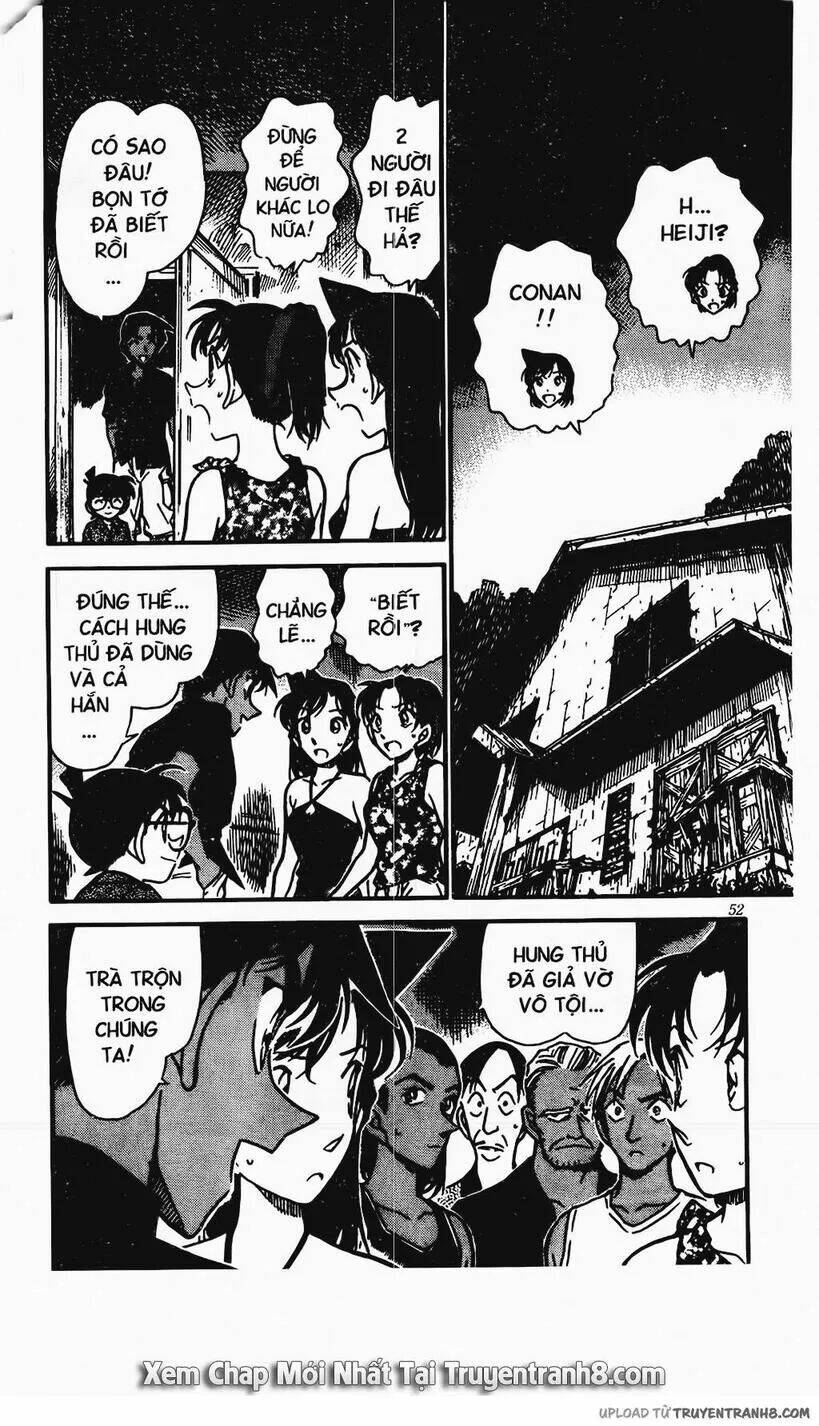 H...
HEIJI?
CONAN
!!
2
NGƯỜI
ĐI ĐÂU
THẾ
HẢ?
ĐỪNG
ĐỂ
NGƯỜI
KHÁC LO
NỮA!
CÓ SAO
ĐÂU!
BỌN TỚ
ĐÃ BIẾT
RỒI
...
"BIẾT
RỒI"?
CHẲNG
LẼ...
ĐÚNG THẾ...
CÁCH HUNG
THỦ ĐÃ DÙNG
VÀ CẢ
HẮN
...
52
HUNG THỦ
ĐÃ GIẢ VỜ
VÔ TỘI...
TRÀ TRỘN
TRONG
CHÚNG
TA!
Xem Chap Mới Nhất Tại Truyentranh8.com
UPLOAD TỪ TRUYENTRANH8.COM